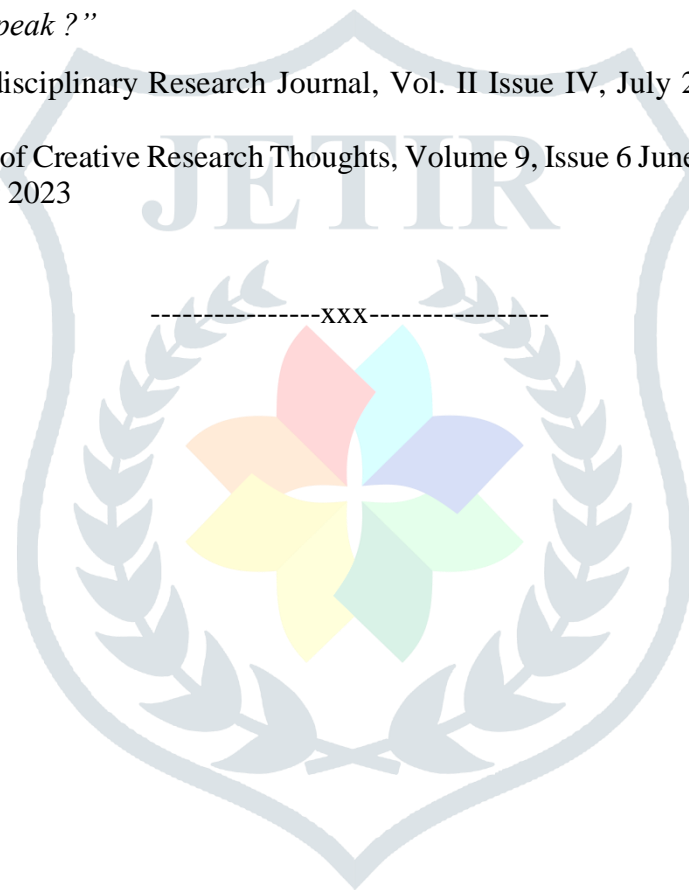 peak ?”
disciplinary Research Journal, Vol. II Issue IV, July 2
of Creative Research Thoughts, Volume 9, Issue 6 June
2023
JETIR
----------------xxx-----------------